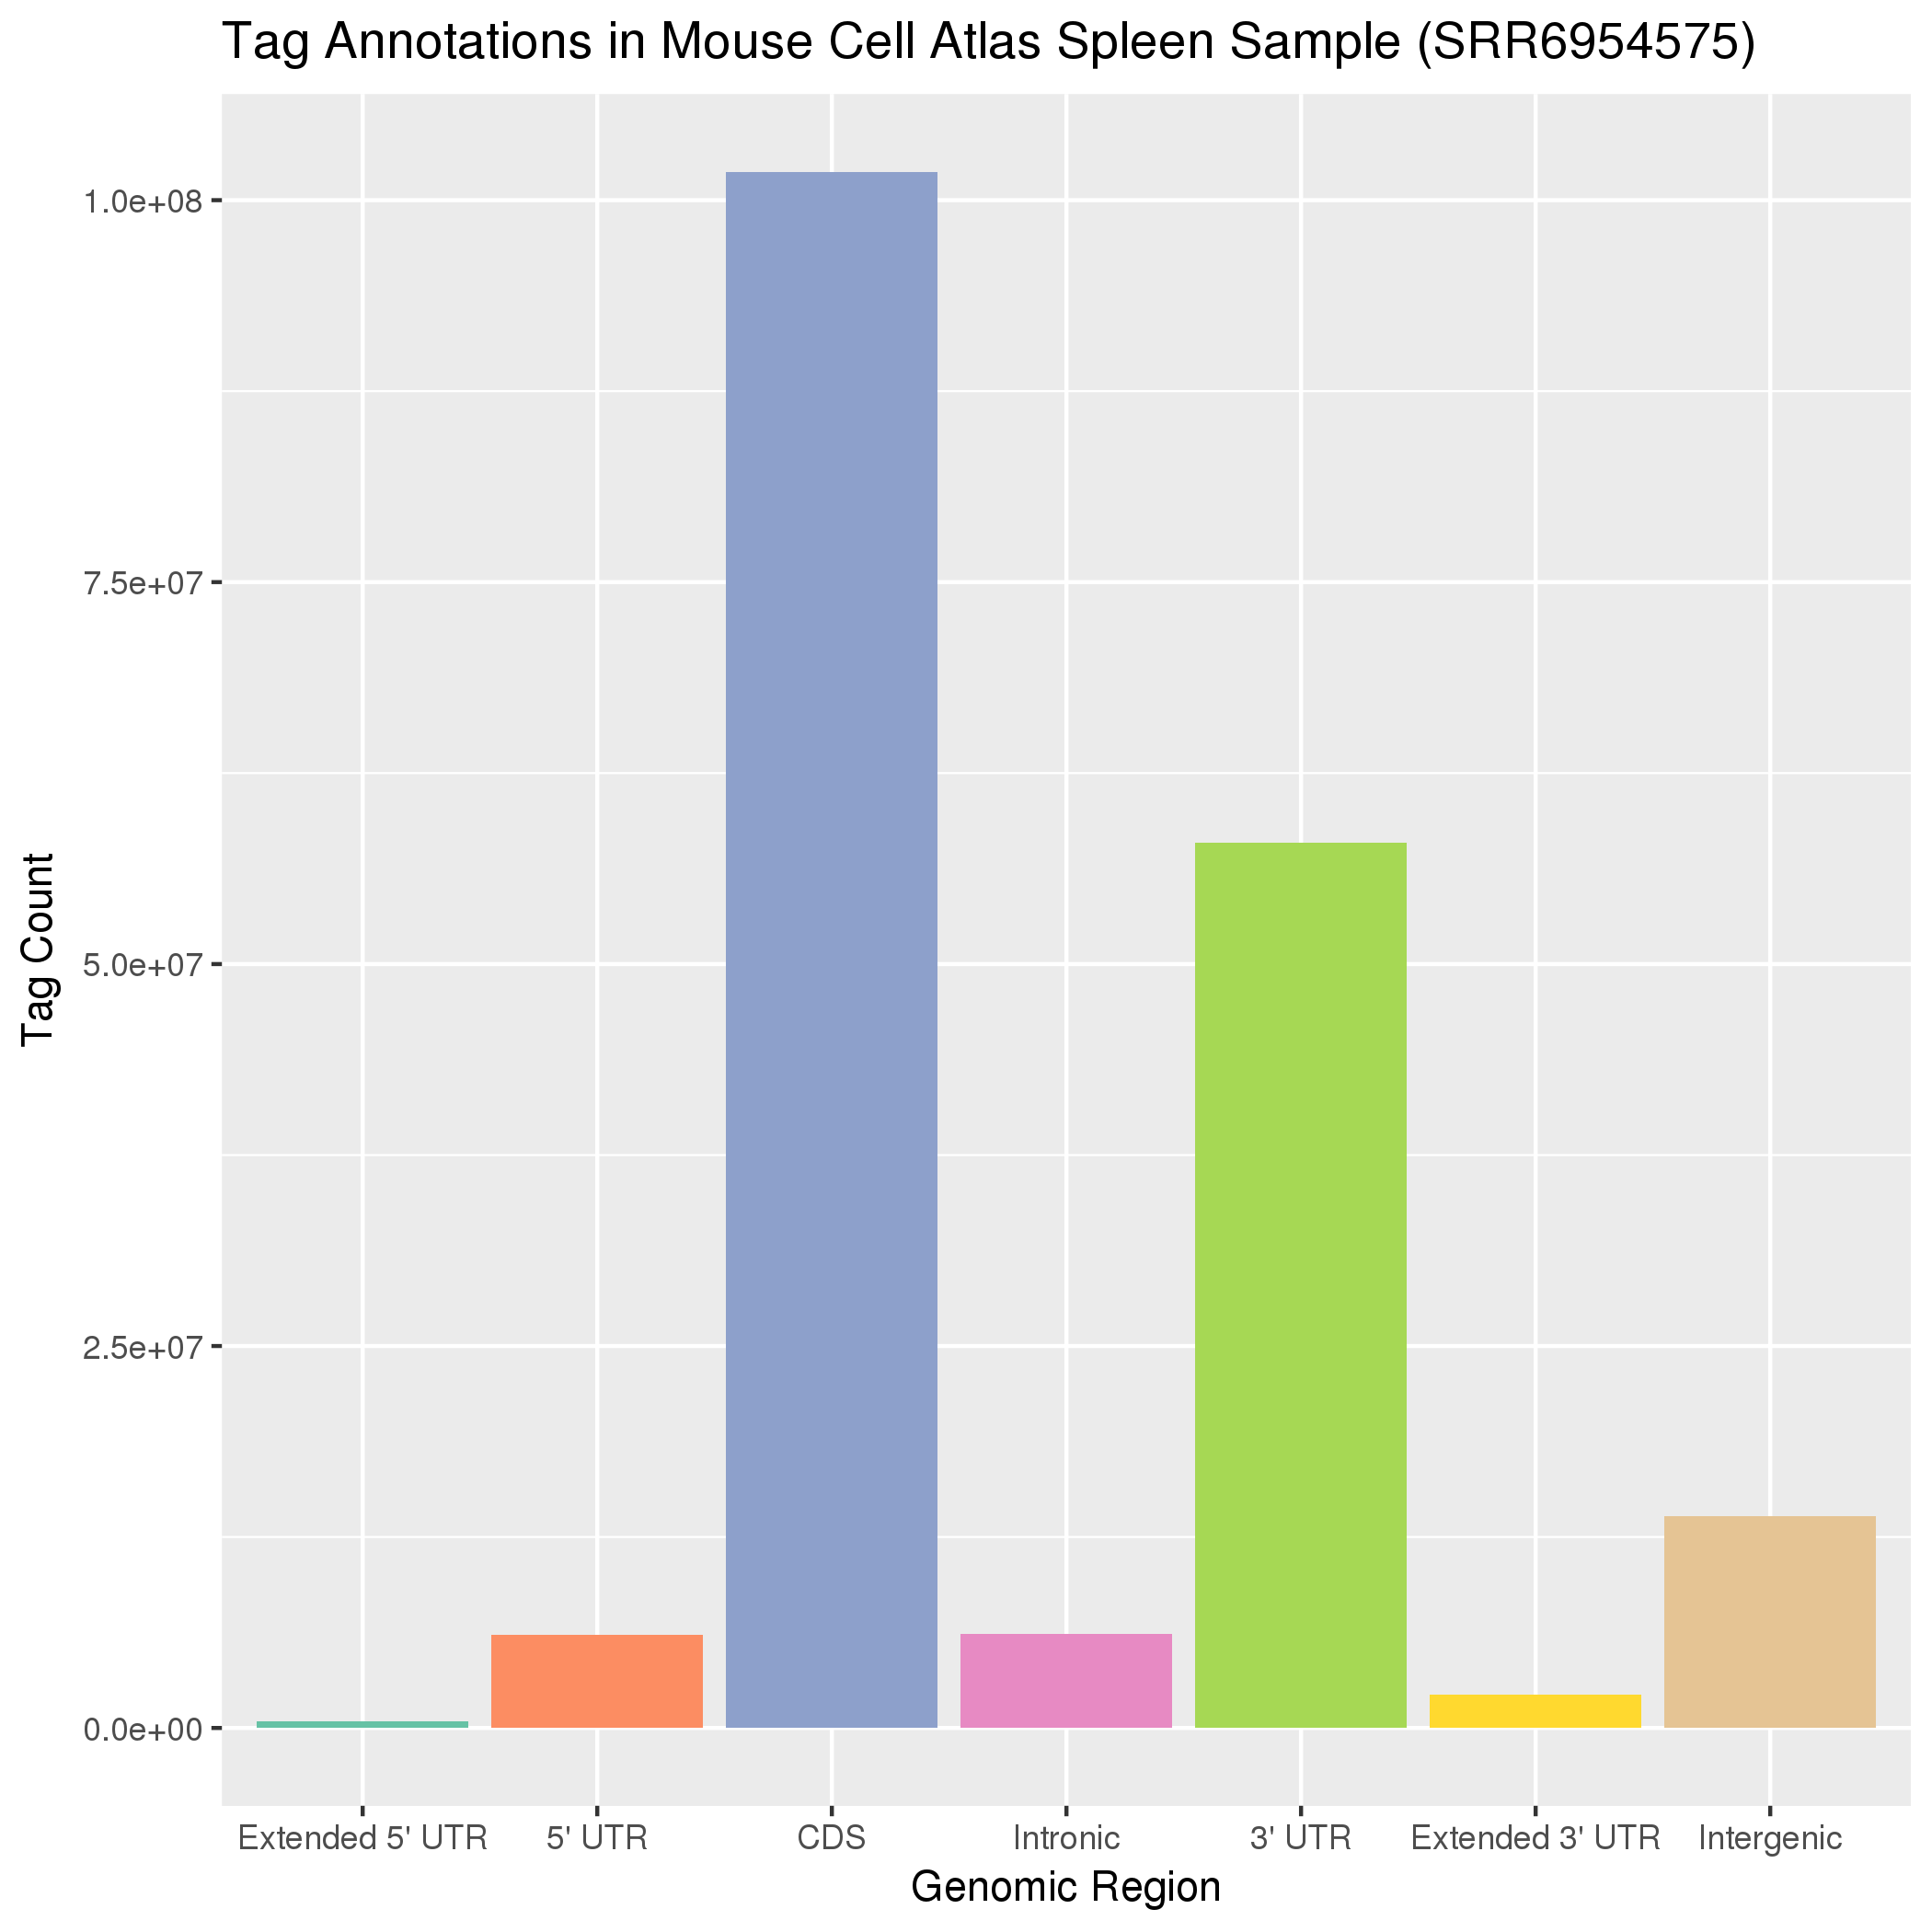 Tag Annotations in Mouse Cell Atlas Spleen Sample (SRR6954575)
1.0e+08
7.5e+07
5.0e+07
2.5e+07
0.0e+00
Tag Count
Extended 5' UTR
5' UTR
CDS
Intronic
3' UTR
Extended 3' UTR
Intergenic
Genomic Region